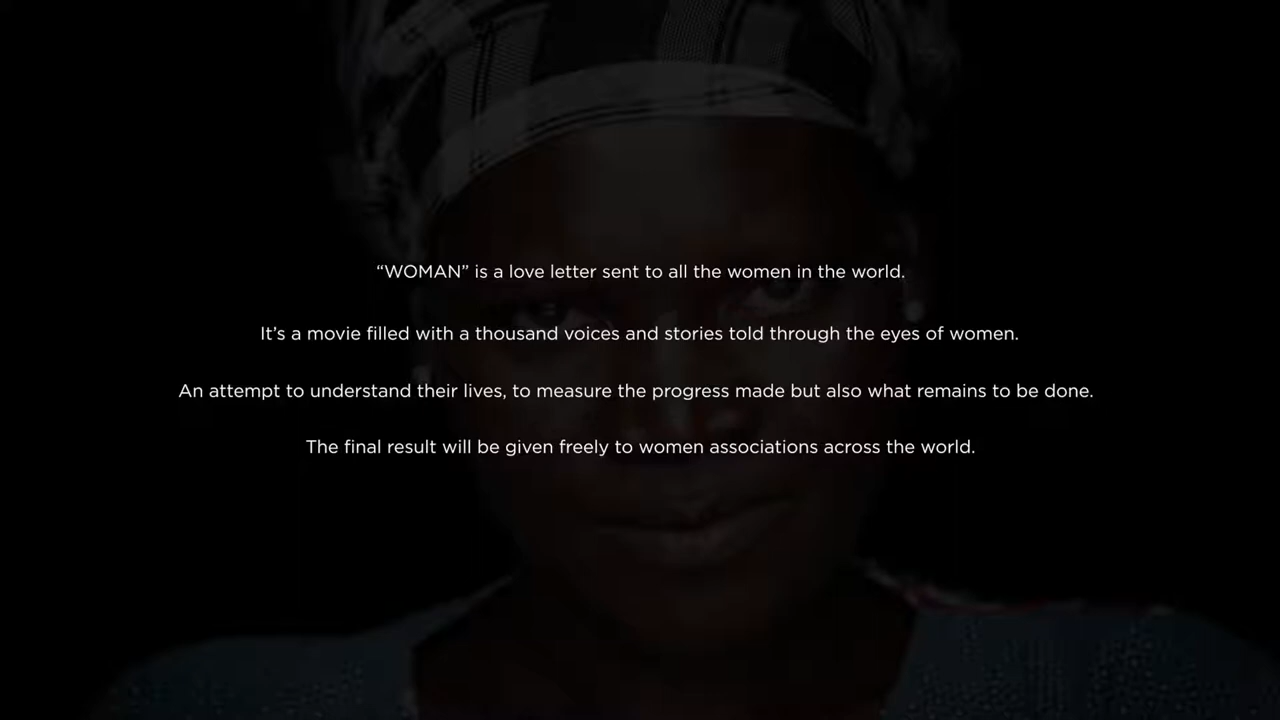 “WOMAN” is a love letter sent to all the women in the world.
It’s a movie filled with a thousand voices and stories told through the eyes of women.
An attempt to understand their lives, to measure the progress made but also what remains to be done.
The final result will be given freely to women associations across the world.